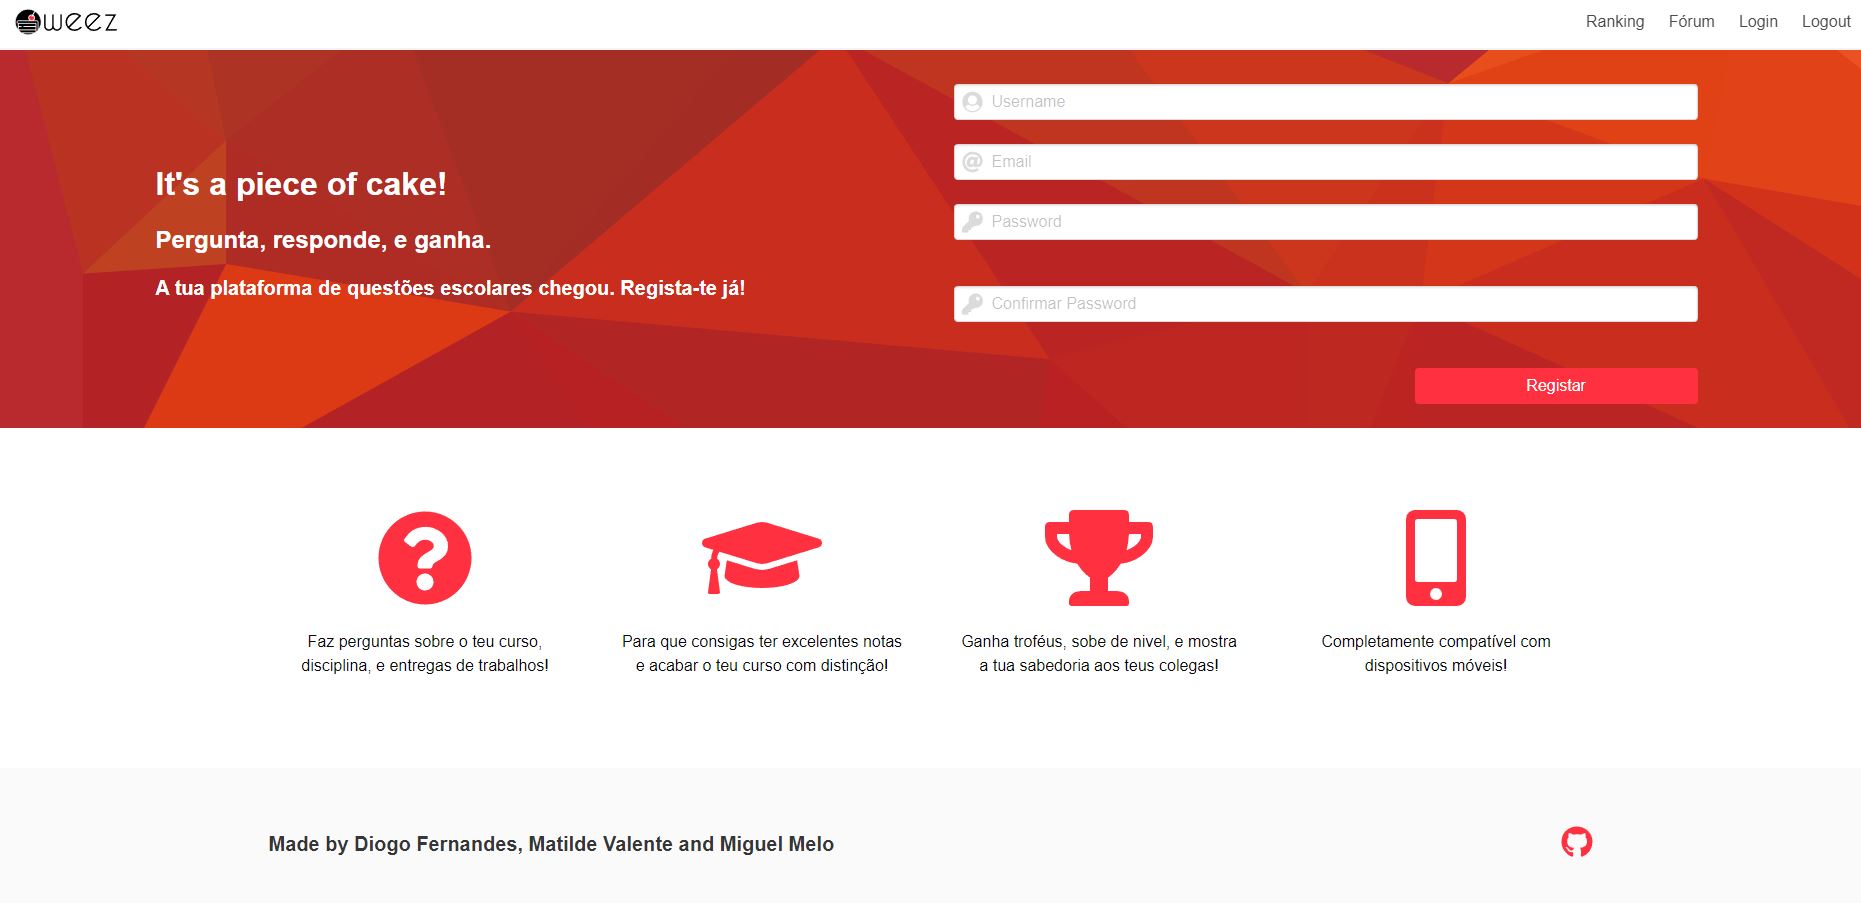 weez
Ranking Fórum Login Logout
It's a piece of cake!
Pergunta, responde, e ganha.
A tua plataforma de questões escolares chegou. Regista-te já!
Username
Email
Password
Confirmar Password
Registar
Faz perguntas sobre o teu curso,
disciplina, e entregas de trabalhos!
Para que consigas ter excelentes notas
e acabar o teu curso com distinção!
Ganha troféus, sobe de nivel, e mostra
a tua sabedoria aos teus colegas!
Completamente compatível com
dispositivos móveis!
Made by Diogo Fernandes, Matilde Valente and Miguel Melo